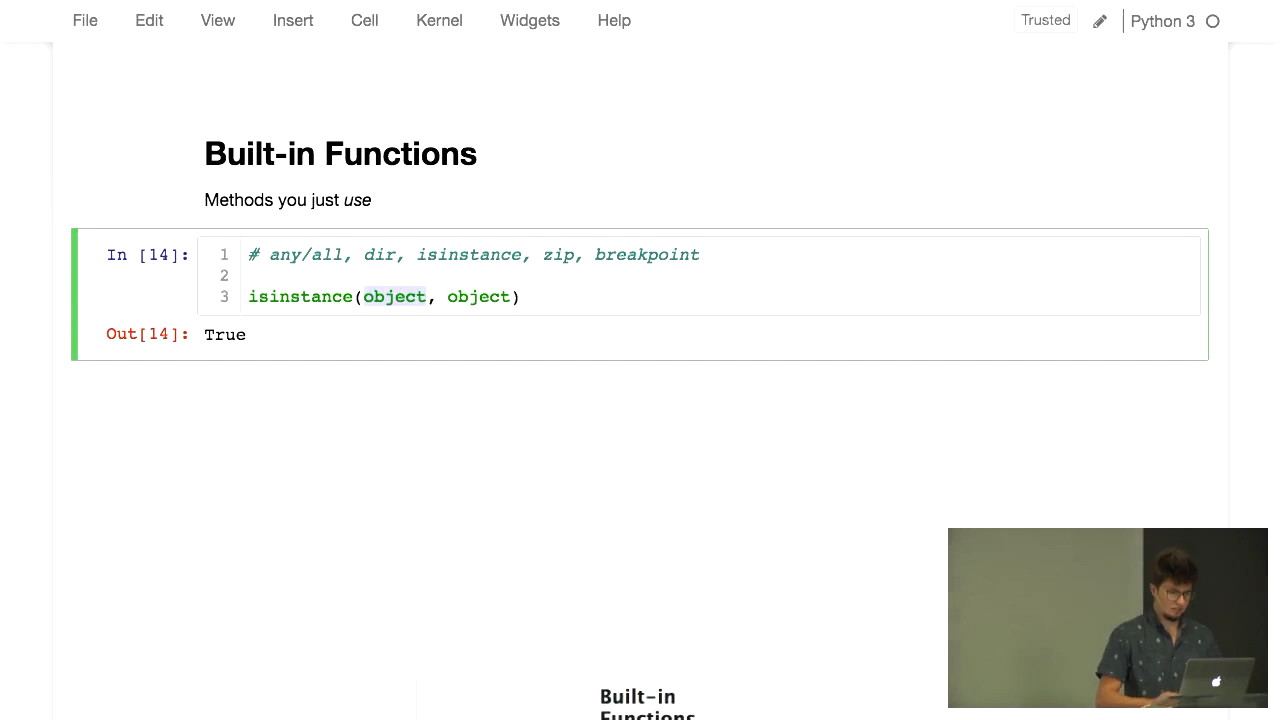 File Edit View Insert Cell Kernel Widgets Help Trusted Python 3
Built-in Functions
Methods you just use
In [14]: 1 # any/all, dir, isinstance, zip, breakpoint
2
3 isinstance(object, object)
Out[14]: True
Built-in
Functions